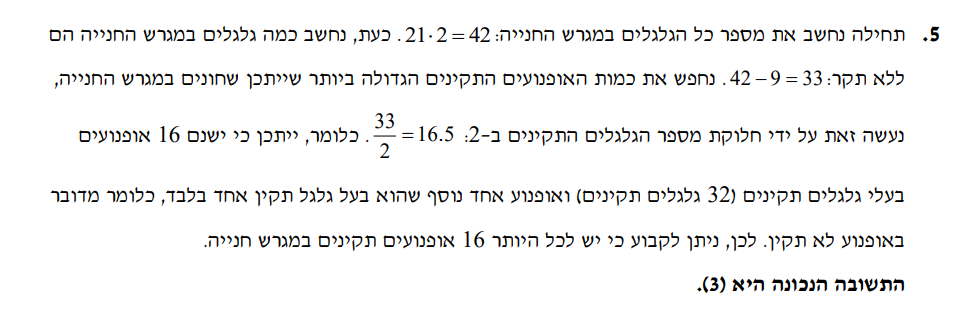 5. תחילה נחשב את מספר כל הגלגלים במגרש החנייה: 21·2 = 42. כעת, נחשב כמה גלגלים במגרש החנייה הם
ללא תקר: 42 − 9 = 33. נחפש את כמות האופנועים התקינים הגדולה ביותר שייתכן שחונים במגרש החנייה,
נעשה זאת על ידי חלוקת מספר הגלגלים התקינים ב-2: 33/2 = 16.5. כלומר, ייתכן כי ישנם 16 אופנועים
בעלי גלגלים תקינים (32 גלגלים תקינים) ואופנוע אחד נוסף שהוא בעל גלגל תקין אחד בלבד, כלומר מדובר
באופנוע לא תקין. לכן, ניתן לקבוע כי יש לכל היותר 16 אופנועים תקינים במגרש חנייה.
התשובה הנכונה היא (3).